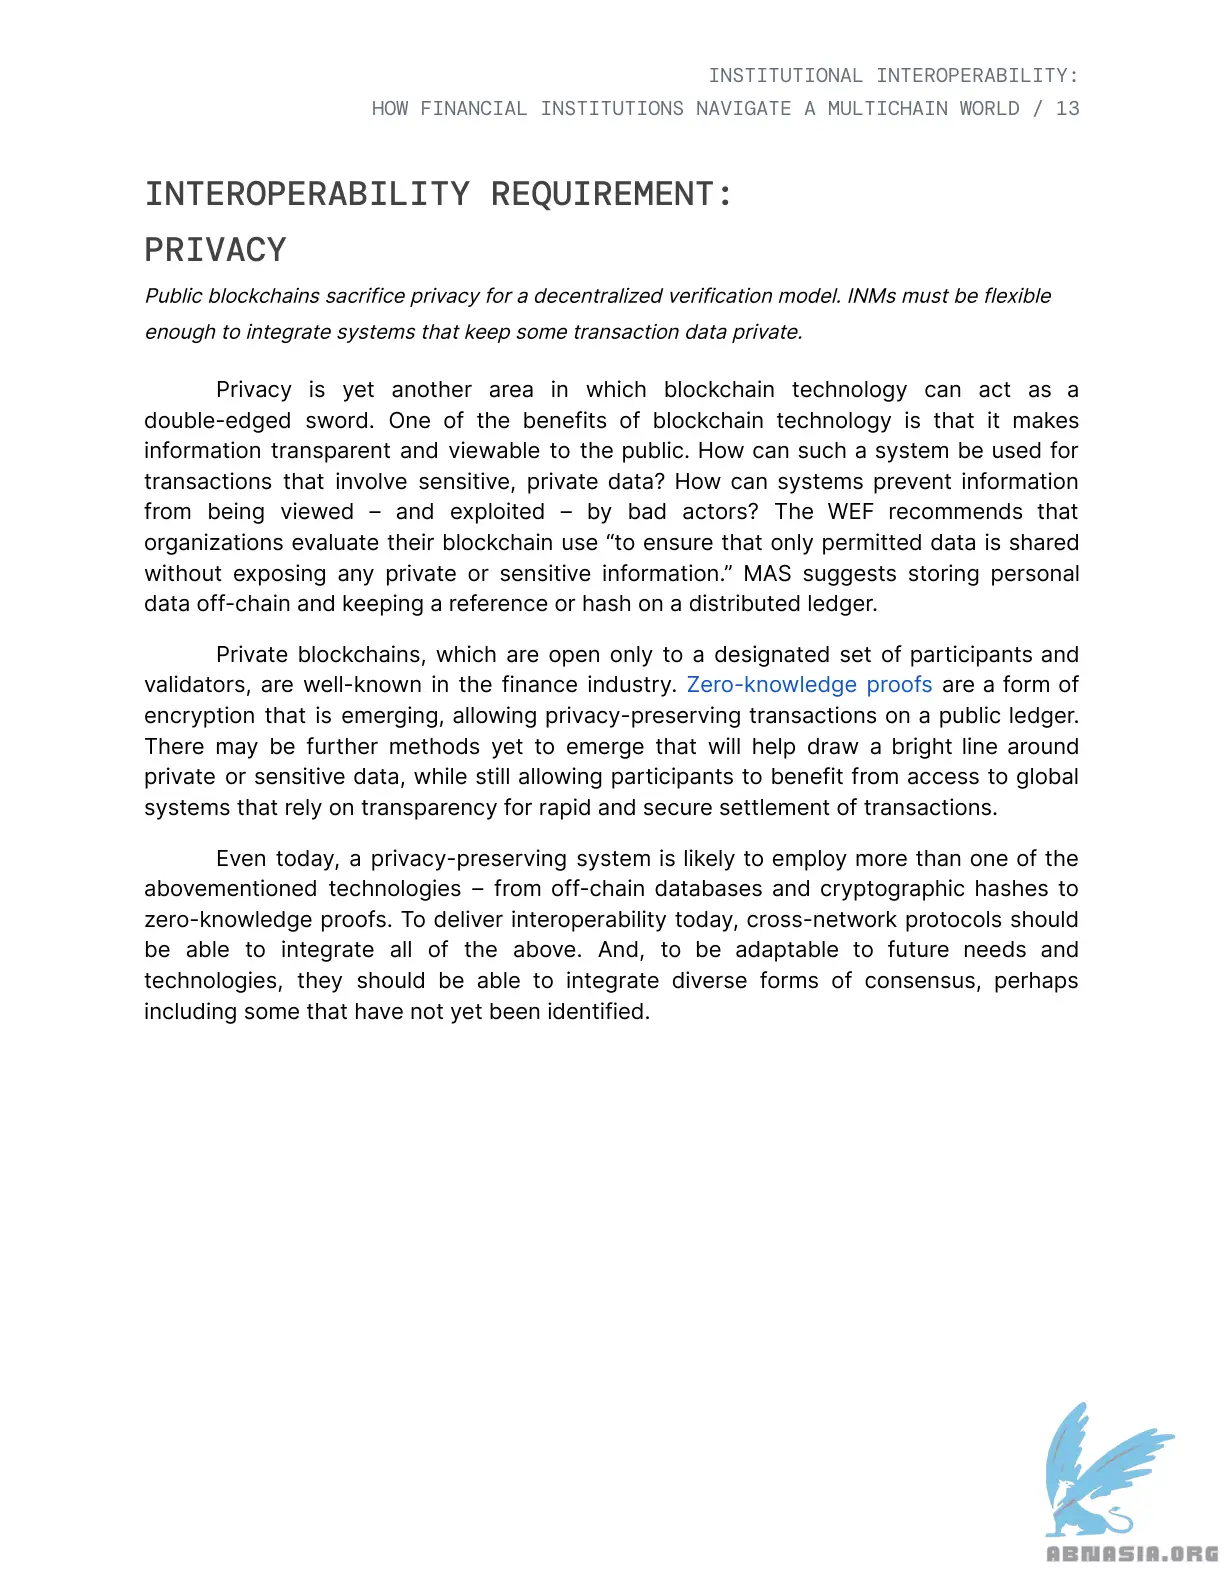 INSTITUTIONAL INTEROPERABILITY:
HOW FINANCIAL INSTITUTIONS NAVIGATE A MULTICHAIN WORLD / 13
INTEROPERABILITY REQUIREMENT:
PRIVACY
Public blockchains sacrifice privacy for a decentralized verification model. INMs must be flexible
enough to integrate systems that keep some transaction data private.
Privacy is yet another area in which blockchain technology can act as a
double-edged sword. One of the benefits of blockchain technology is that it makes
information transparent and viewable to the public. How can such a system be used for
transactions that involve sensitive, private data? How can systems prevent information
from being viewed – and exploited – by bad actors? The WEF recommends that
organizations evaluate their blockchain use “to ensure that only permitted data is shared
without exposing any private or sensitive information.” MAS suggests storing personal
data off-chain and keeping a reference or hash on a distributed ledger.
Private blockchains, which are open only to a designated set of participants and
validators, are well-known in the finance industry. Zero-knowledge proofs are a form of
encryption that is emerging, allowing privacy-preserving transactions on a public ledger.
There may be further methods yet to emerge that will help draw a bright line around
private or sensitive data, while still allowing participants to benefit from access to global
systems that rely on transparency for rapid and secure settlement of transactions.
Even today, a privacy-preserving system is likely to employ more than one of the
abovementioned technologies – from off-chain databases and cryptographic hashes to
zero-knowledge proofs. To deliver interoperability today, cross-network protocols should
be able to integrate all of the above. And, to be adaptable to future needs and
technologies, they should be able to integrate diverse forms of consensus, perhaps
including some that have not yet been identified.
ABNASIA.ORG